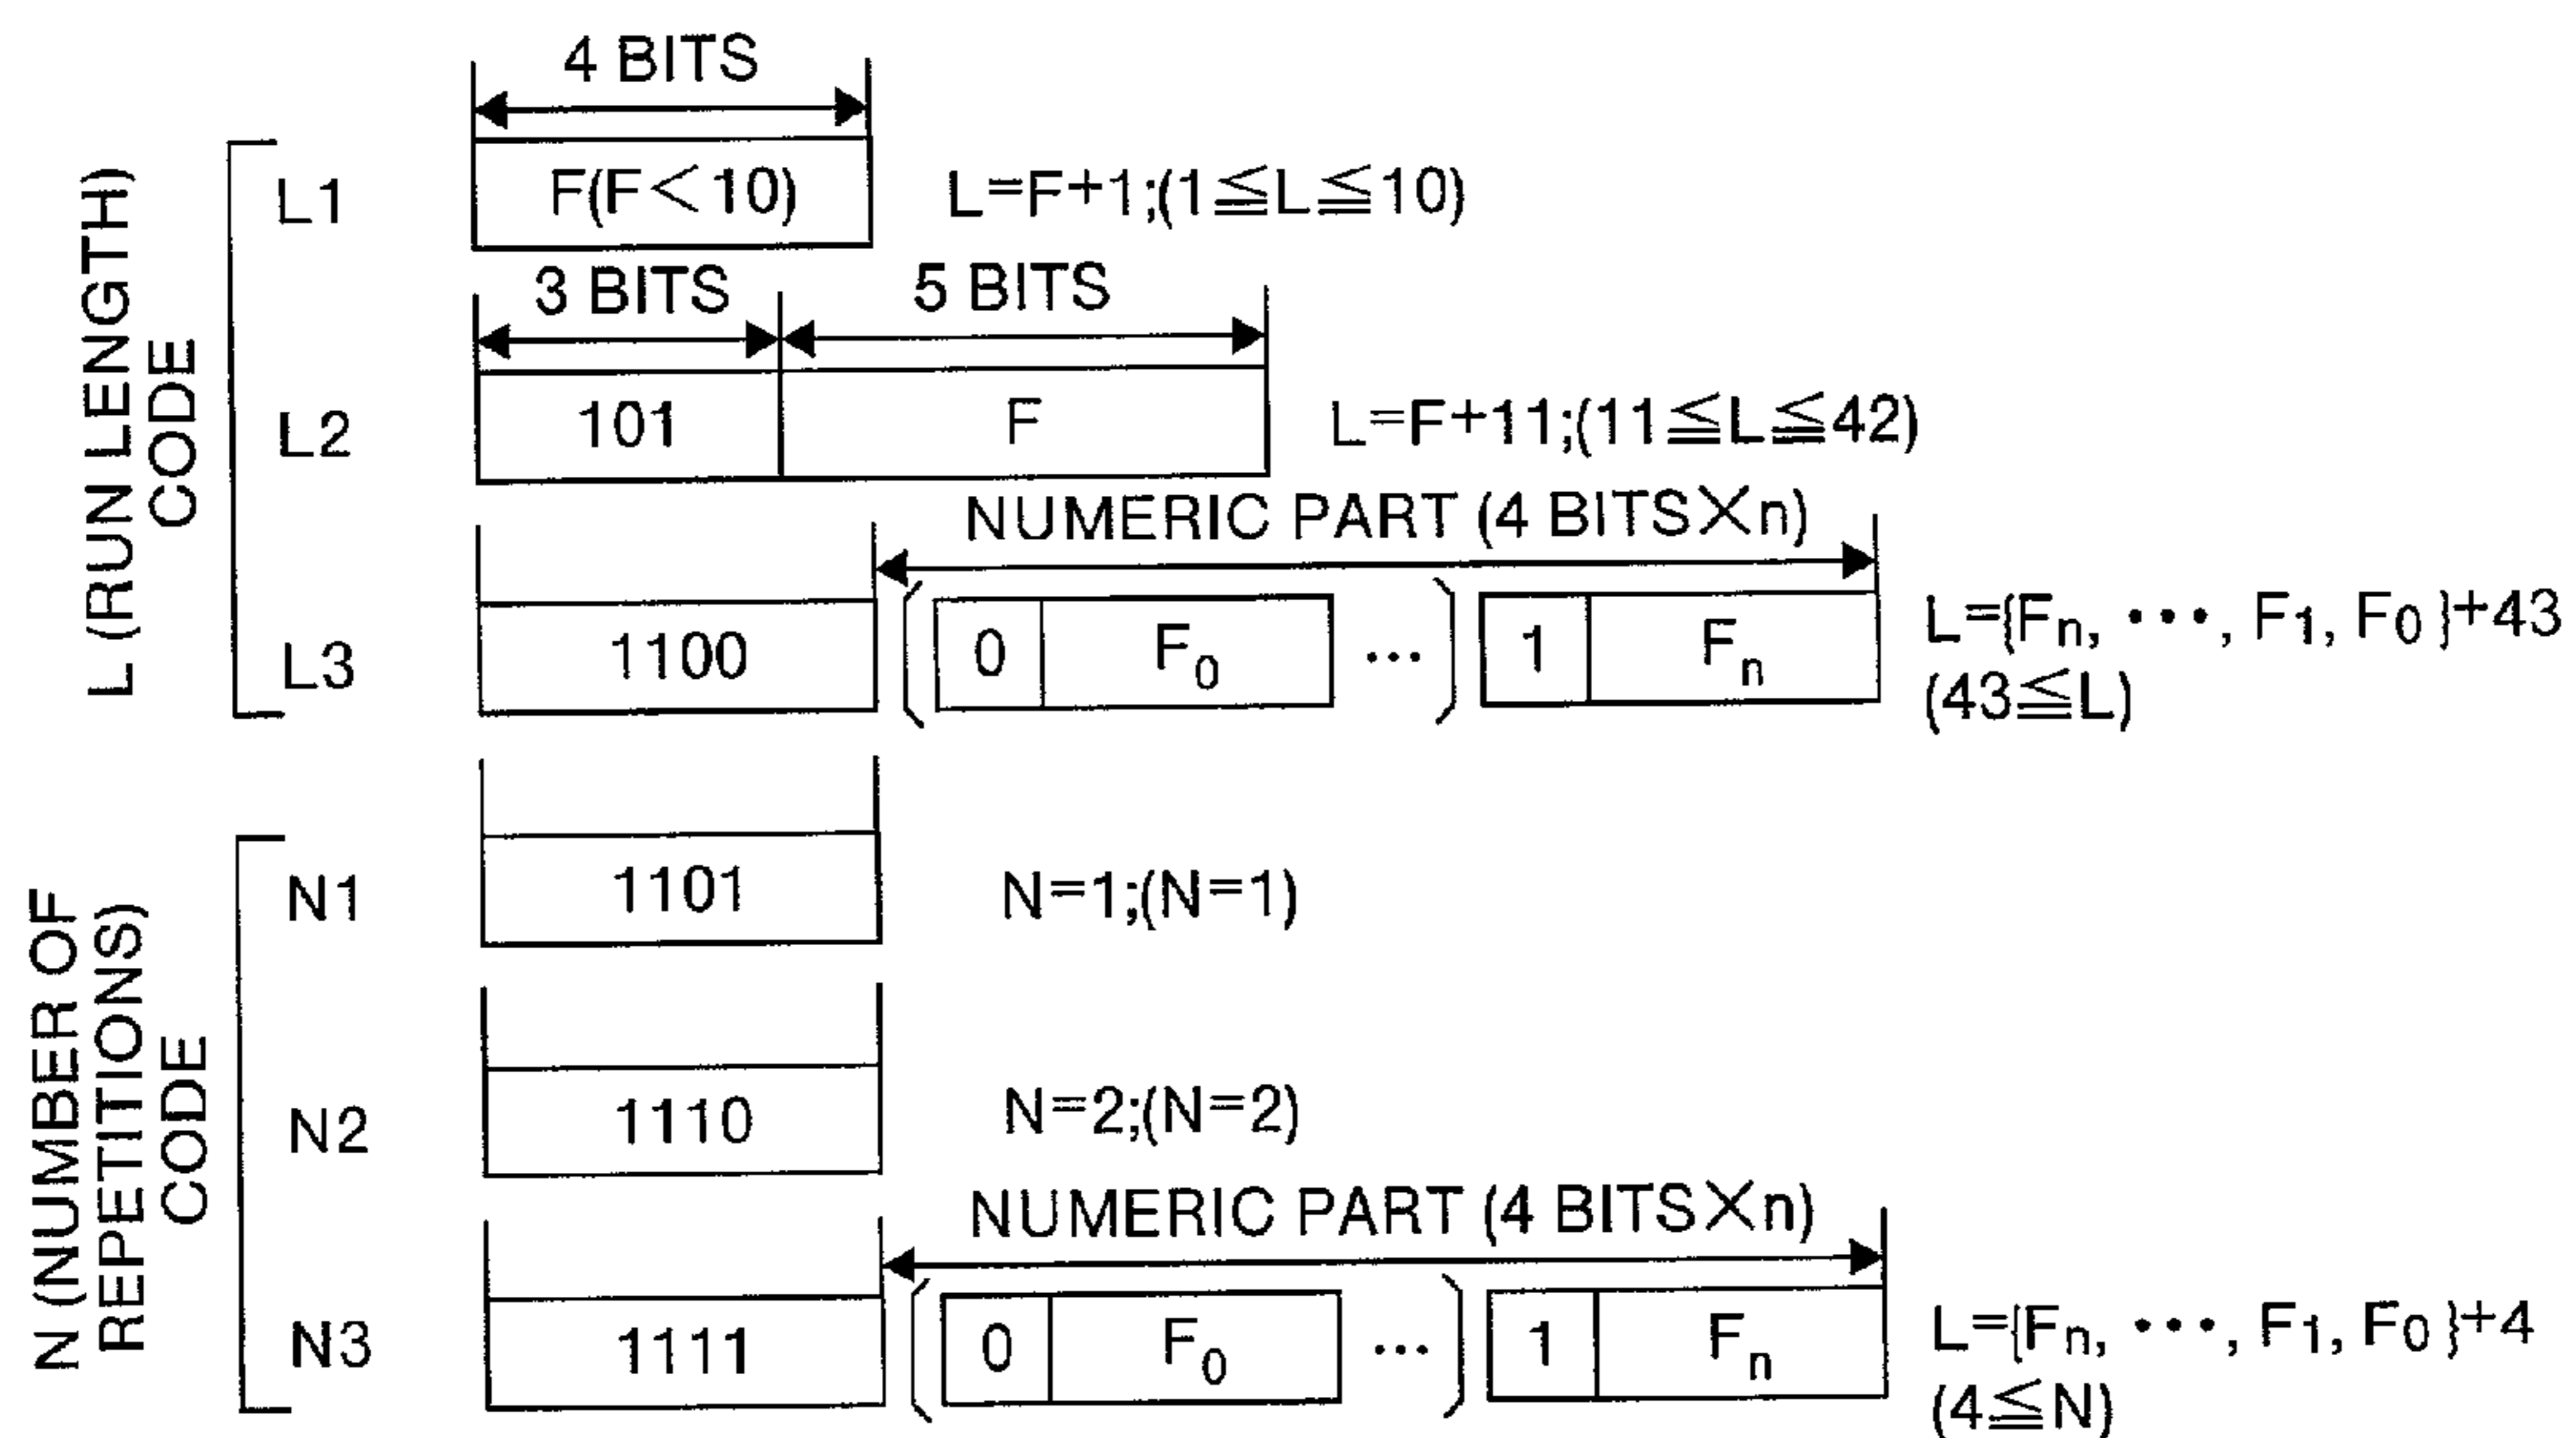 L (RUN LENGTH)
CODE
4 BITS
L1
F(F<10)
L=F+1;(1≦L≦10)
3 BITS
5 BITS
L2
101
F
L=F+11;(11≦L≦42)
NUMERIC PART (4 BITS×n)
L3
1100
0
F0
...
1
Fn
L={Fn, ···, F1, F0}+43
(43≦L)
N (NUMBER OF
REPETITIONS)
CODE
N1
1101
N=1;(N=1)
N2
1110
N=2;(N=2)
NUMERIC PART (4 BITS×n)
N3
1111
0
F0
...
1
Fn
L={Fn, ···, F1, F0}+4
(4≦N)